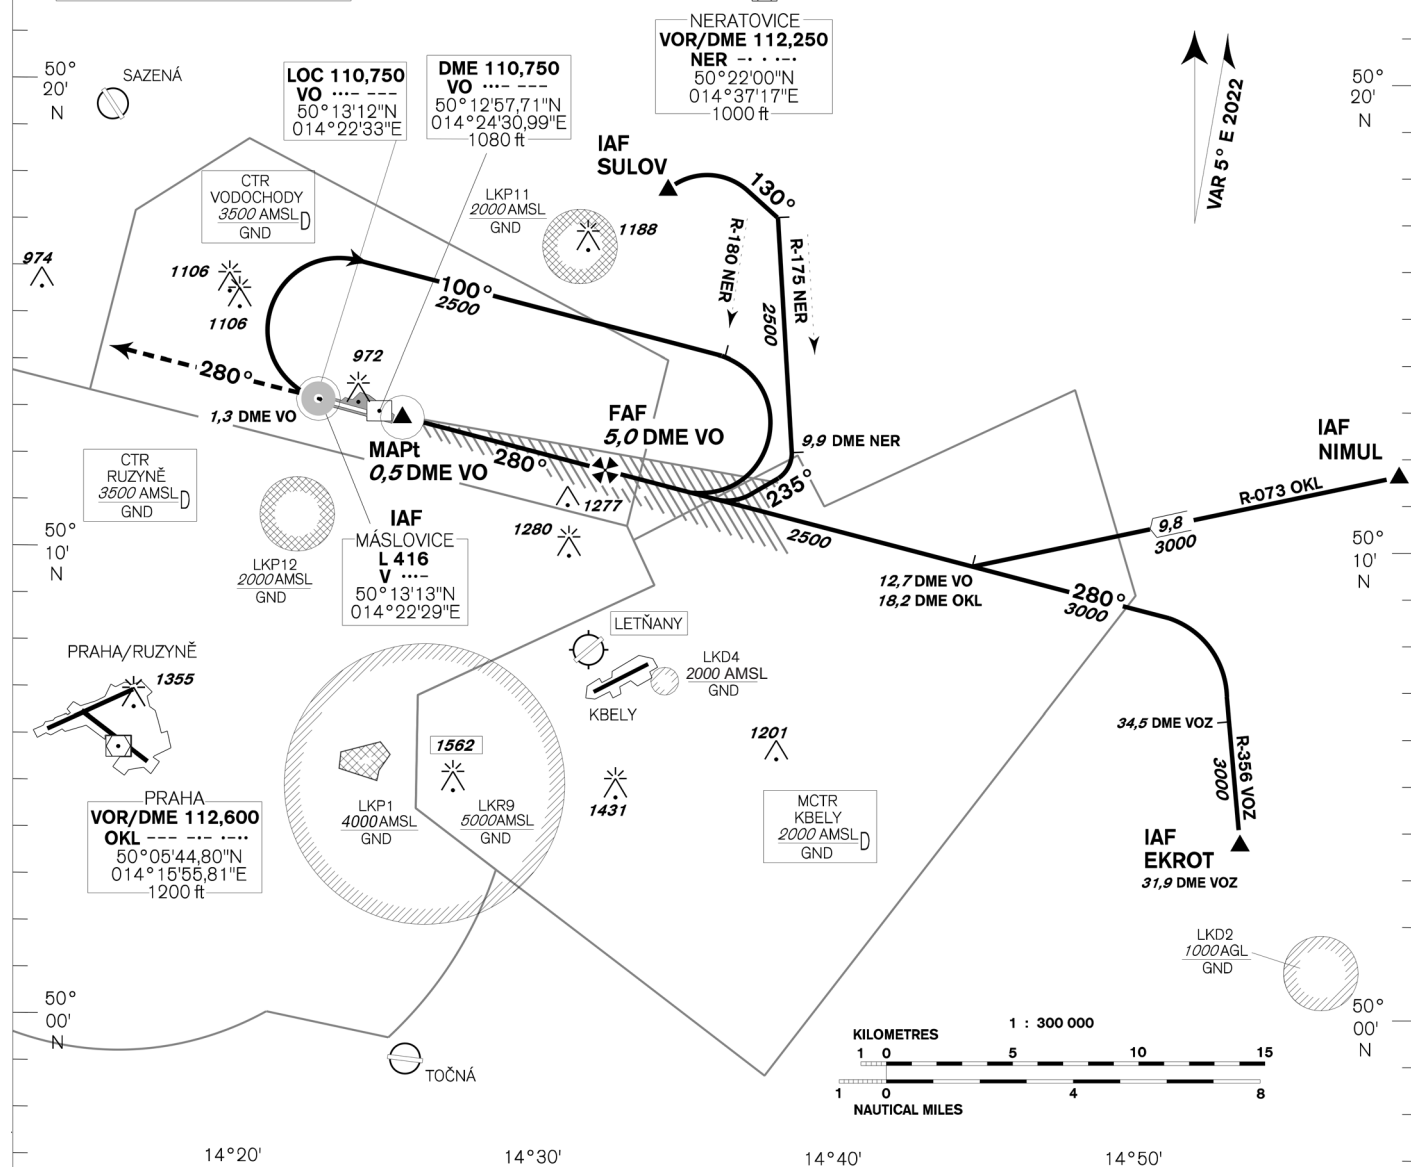 NERATOVICE
VOR/DME 112,250
NER –· · ·–·
50°22'00"N
014°37'17"E
1000 ft
50°
20'
N
SAZENÁ
LOC 110,750
VO ···– –––
50°13'12"N
014°22'33"E
DME 110,750
VO ···– –––
50°12'57,71"N
014°24'30,99"E
1080 ft
50°
20'
N
VAR 5° E 2022
IAF
SULOV
130°
CTR
VODOCHODY
3500 AMSL D
GND
LKP11
2000 AMSL
GND
1188
R-180 NER
R-175 NER
2500
974
1106
1106
100°
2500
972
280°
1,3 DME VO
FAF
5,0 DME VO
9,9 DME NER
MAPt
0,5 DME VO
280°
235°
IAF
NIMUL
R-073 OKL
9,8
3000
CTR
RUZYNĚ
3500 AMSL D
GND
1277
1280
2500
50°
10'
N
50°
10'
N
IAF
MÁSLOVICE
L 416
V ···–
50°13'13"N
014°22'29"E
LKP12
2000 AMSL
GND
12,7 DME VO
18,2 DME OKL
280°
3000
LETŇANY
PRAHA/RUZYNĚ
1355
LKD4
2000 AMSL
GND
KBELY
34,5 DME VOZ
R-356 VOZ
3000
1562
1201
1431
LKP1
4000 AMSL
GND
LKR9
5000 AMSL
GND
MCTR
KBELY
2000 AMSL D
GND
PRAHA
VOR/DME 112,600
OKL ––– –·– ·–··
50°05'44,80"N
014°15'55,81"E
1200 ft
IAF
EKROT
31,9 DME VOZ
LKD2
1000 AGL
GND
50°
00'
N
50°
00'
N
TOČNÁ
1 : 300 000
KILOMETRES
1 0 5 10 15
1 0 4 8
NAUTICAL MILES
14°20' 14°30' 14°40' 14°50'